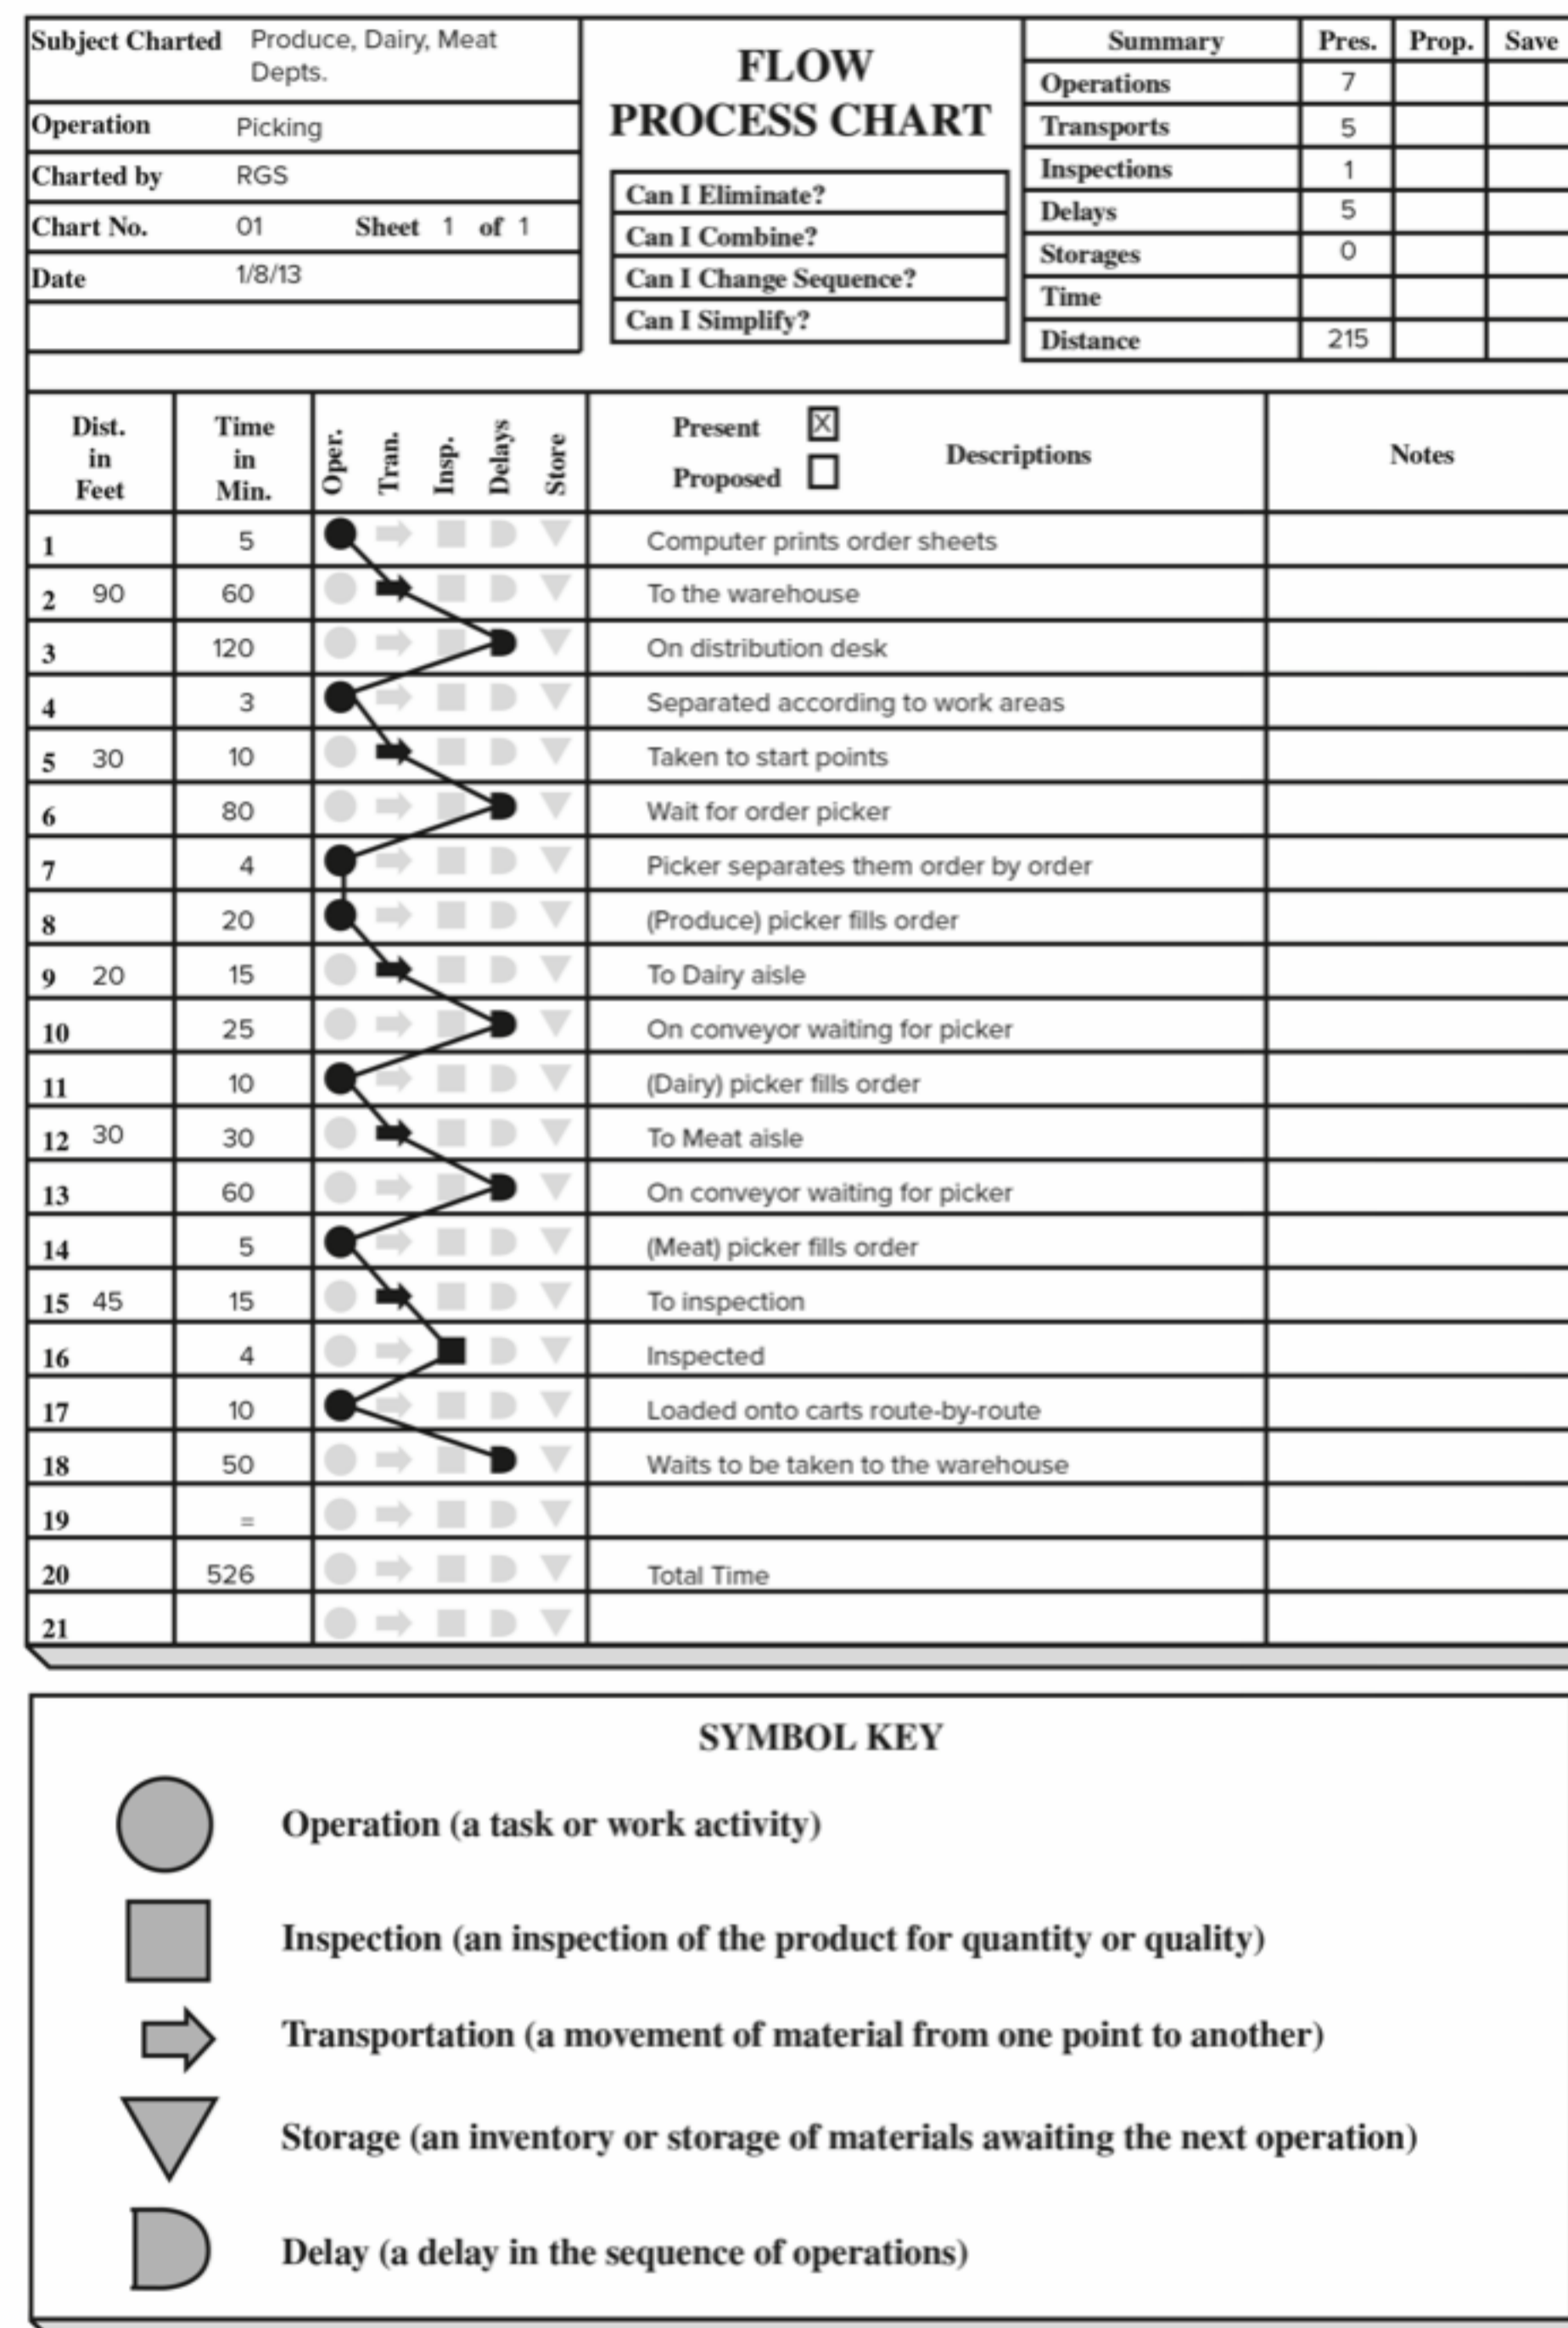 Subject Charted Produce, Dairy, Meat
Depts.
Operation Picking
Charted by RGS
Chart No. 01 Sheet 1 of 1
Date 1/8/13
FLOW
PROCESS CHART
Can I Eliminate?
Can I Combine?
Can I Change Sequence?
Can I Simplify?
Summary Pres. Prop. Save
Operations 7
Transports 5
Inspections 1
Delays 5
Storages 0
Time
Distance 215
Dist.
in
Feet
Time
in
Min.
Oper.
Tran.
Insp.
Delays
Store
Present X
Proposed
Descriptions
Notes
1 5 Computer prints order sheets
2 90 60 To the warehouse
3 120 On distribution desk
4 3 Separated according to work areas
5 30 10 Taken to start points
6 80 Wait for order picker
7 4 Picker separates them order by order
8 20 (Produce) picker fills order
9 20 15 To Dairy aisle
10 25 On conveyor waiting for picker
11 10 (Dairy) picker fills order
12 30 30 To Meat aisle
13 60 On conveyor waiting for picker
14 5 (Meat) picker fills order
15 45 15 To inspection
16 4 Inspected
17 10 Loaded onto carts route-by-route
18 50 Waits to be taken to the warehouse
19 =
20 526 Total Time
21
SYMBOL KEY
Operation (a task or work activity)
Inspection (an inspection of the product for quantity or quality)
Transportation (a movement of material from one point to another)
Storage (an inventory or storage of materials awaiting the next operation)
Delay (a delay in the sequence of operations)